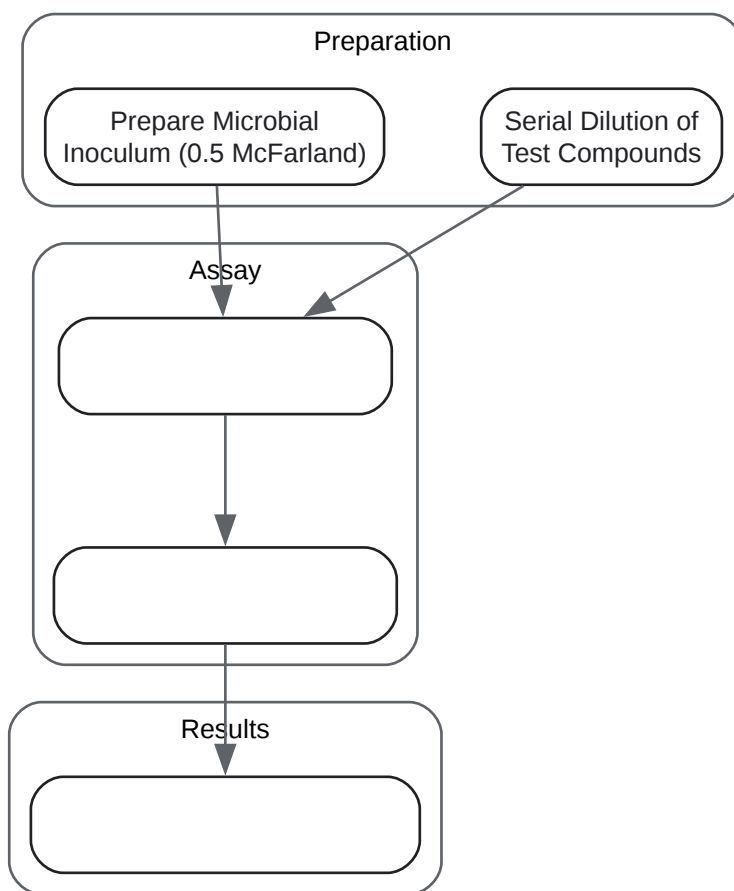 Preparation
Prepare Microbial
Inoculum (0.5 McFarland)
Serial Dilution of
Test Compounds
Assay
Results